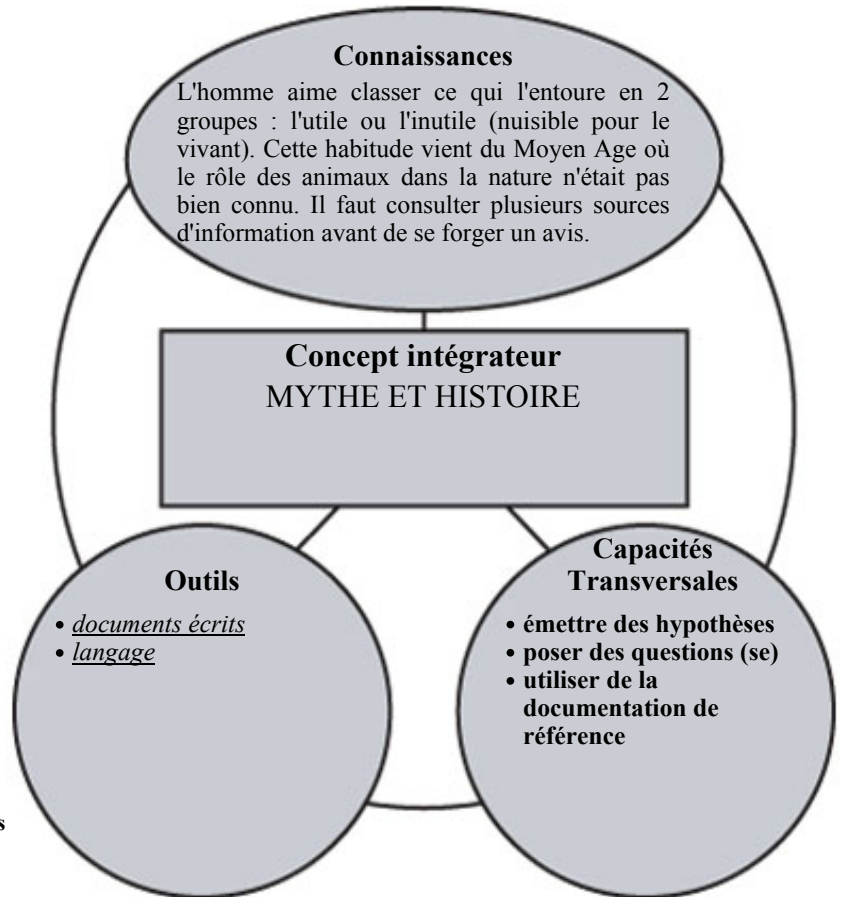 Connaissances
L'homme aime classer ce qui l'entoure en 2
groupes : l'utile ou l'inutile (nuisible pour le
vivant). Cette habitude vient du Moyen Age où
le rôle des animaux dans la nature n'était pas
bien connu. Il faut consulter plusieurs sources
d'information avant de se forger un avis.
Concept intégrateur
MYTHE ET HISTOIRE
Outils
• documents écrits
• langage
Capacités
Transversales
• émettre des hypothèses
• poser des questions (se)
• utiliser de la
documentation de
référence
s